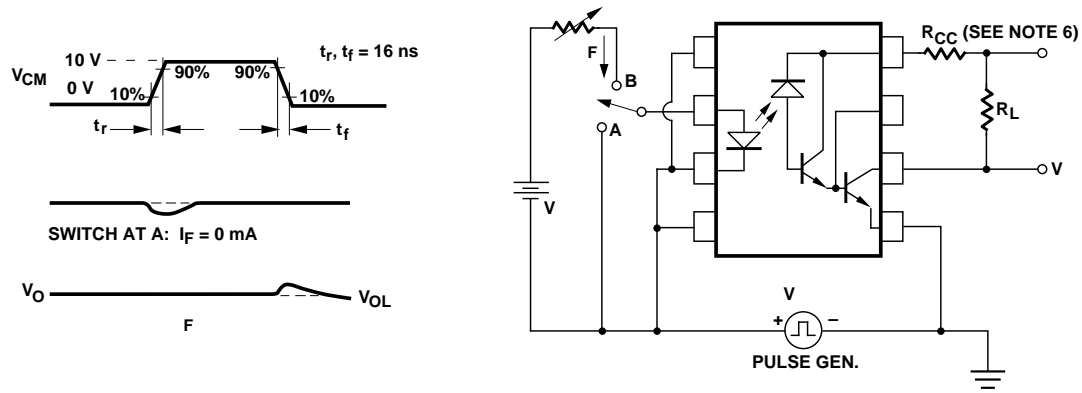 10 V
t_r, t_f = 16 ns
V_CM
90% 90%
0 V
10%
10%
t_r
t_f
SWITCH AT A: I_F = 0 mA
V_O
V_OL
F
F
B
A
V
R_CC (SEE NOTE 6)
R_L
V
V
+
–
PULSE GEN.